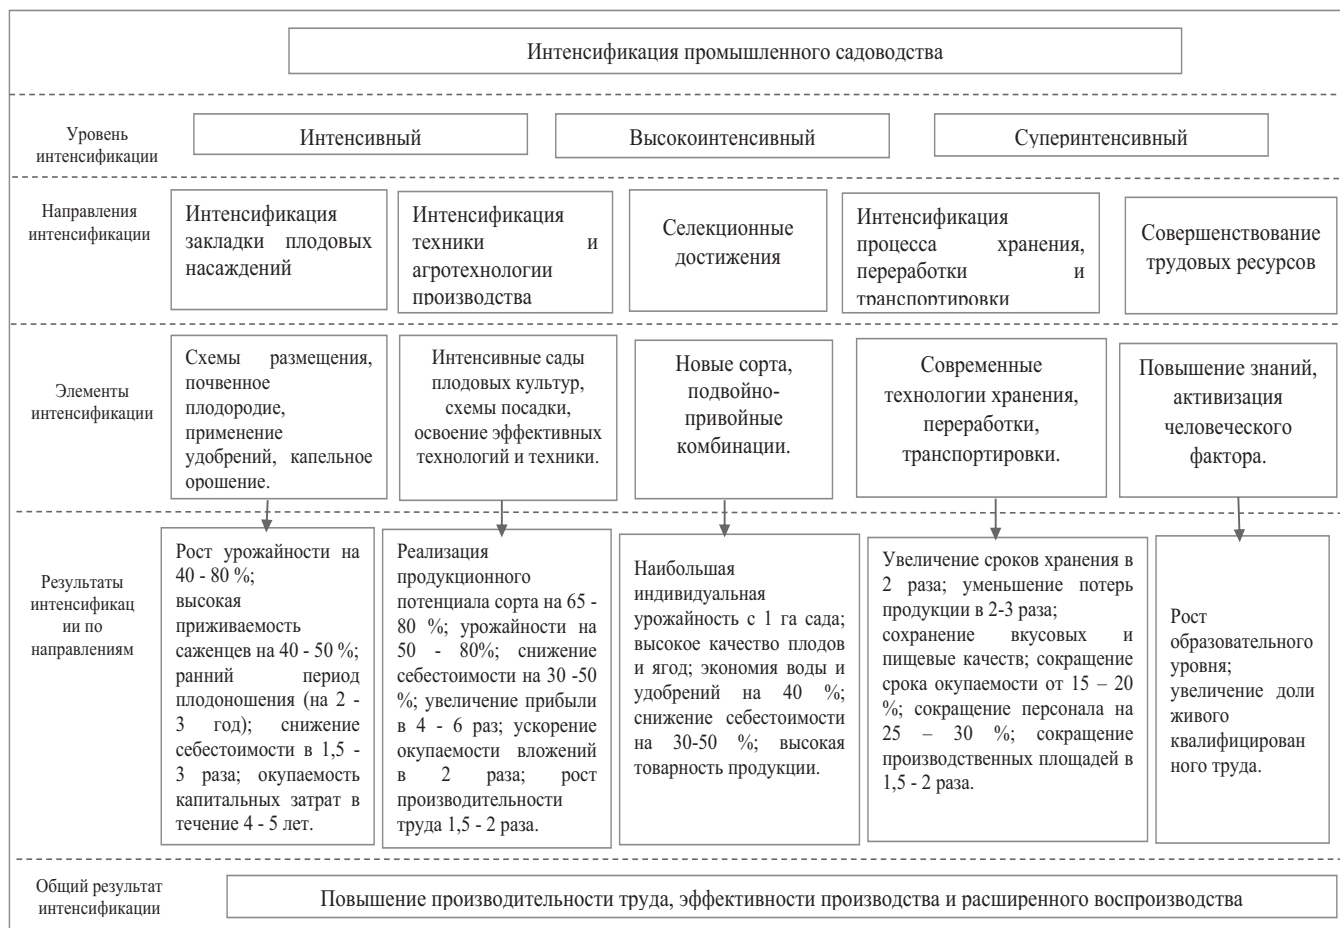 Интенсификация промышленного садоводства
Уровень
интенсификации
Интенсивный
Высокоинтенсивный
Суперинтенсивный
Направления
интенсификации
Интенсификация
закладки плодовых
насаждений
Интенсификация
техники и
агротехнологии
производства
Селекционные
достижения
Интенсификация
процесса хранения,
переработки и
транспортировки
Совершенствование
трудовых ресурсов
Элементы
интенсификации
Схемы размещения,
почвенное
плодородие,
применение
удобрений, капельное
орошение.
Интенсивные сады
плодовых культур,
схемы посадки,
освоение эффективных
технологий и техники.
Новые сорта,
подвойно-
привойные
комбинации.
Современные
технологии хранения,
переработки,
транспортировки.
Повышение знаний,
активизация
человеческого
фактора.
Результаты
интенсификац
ии по
направлениям
Рост урожайности на
40 - 80 %;
высокая
приживаемость
саженцев на 40 - 50 %;
ранний период
плодоношения (на 2 -
3 год); снижение
себестоимости в 1,5 -
3 раза; окупаемость
капитальных затрат в
течение 4 - 5 лет.
Реализация
продукционного
потенциала сорта на 65 -
80 %; урожайности на
50 - 80%; снижение
себестоимости на 30 -50
%; увеличение прибыли
в 4 - 6 раз; ускорение
окупаемости вложений
в 2 раза; рост
производительности
труда 1,5 - 2 раза.
Наибольшая
индивидуальная
урожайность с 1 га сада;
высокое качество плодов
и ягод; экономия воды и
удобрений на 40 %;
снижение себестоимости
на 30-50 %; высокая
товарность продукции.
Увеличение сроков хранения в
2 раза; уменьшение потерь
продукции в 2-3 раза;
сохранение вкусовых и
пищевые качеств; сокращение
срока окупаемости от 15 – 20
%; сокращение персонала на
25 – 30 %; сокращение
производственных площадей в
1,5 - 2 раза.
Рост
образовательного
уровня;
увеличение доли
живого
квалифицирован
ного труда.
Общий результат
интенсификации
Повышение производительности труда, эффективности производства и расширенного воспроизводства